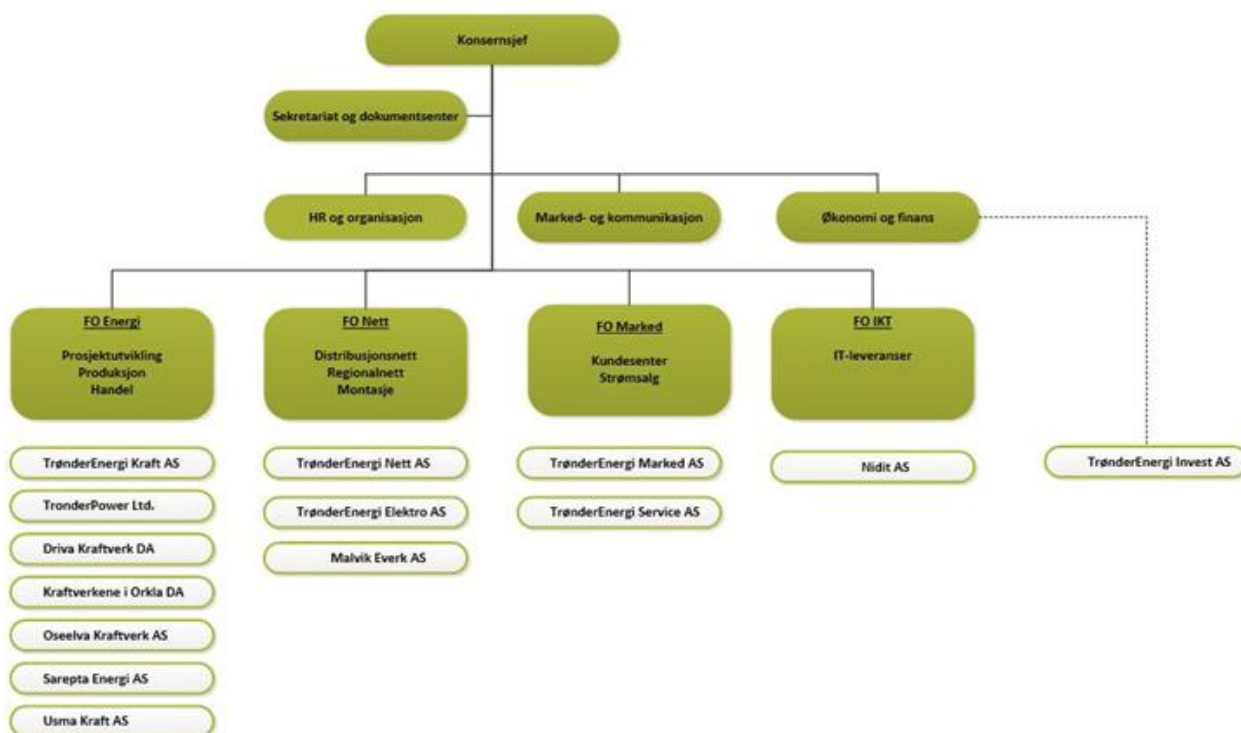 Konsernsjef
Sekretariat og dokumentsenter
HR og organisasjon
Marked- og kommunikasjon
Økonomi og finans
FO Energi
Prosjektutvikling
Produksjon
Handel
FO Nett
Distribusjonsnett
Regionalnett
Montasje
FO Marked
Kundesenter
Strømsalg
FO IKT
IT-leveranser
TrønderEnergi Kraft AS
TronderPower Ltd.
Driva Kraftverk DA
Kraftverkene i Orkla DA
Oseelva Kraftverk AS
Sarepta Energi AS
Usma Kraft AS
TrønderEnergi Nett AS
TrønderEnergi Elektro AS
Malvik Everk AS
TrønderEnergi Marked AS
TrønderEnergi Service AS
Nidit AS
TrønderEnergi Invest AS